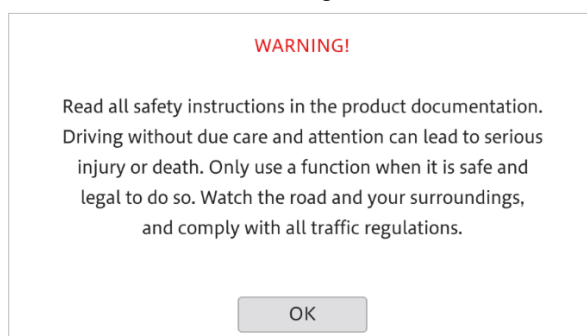 WARNING!
Read all safety instructions in the product documentation.
Driving without due care and attention can lead to serious
injury or death. Only use a function when it is safe and
legal to do so. Watch the road and your surroundings,
and comply with all traffic regulations.
OK